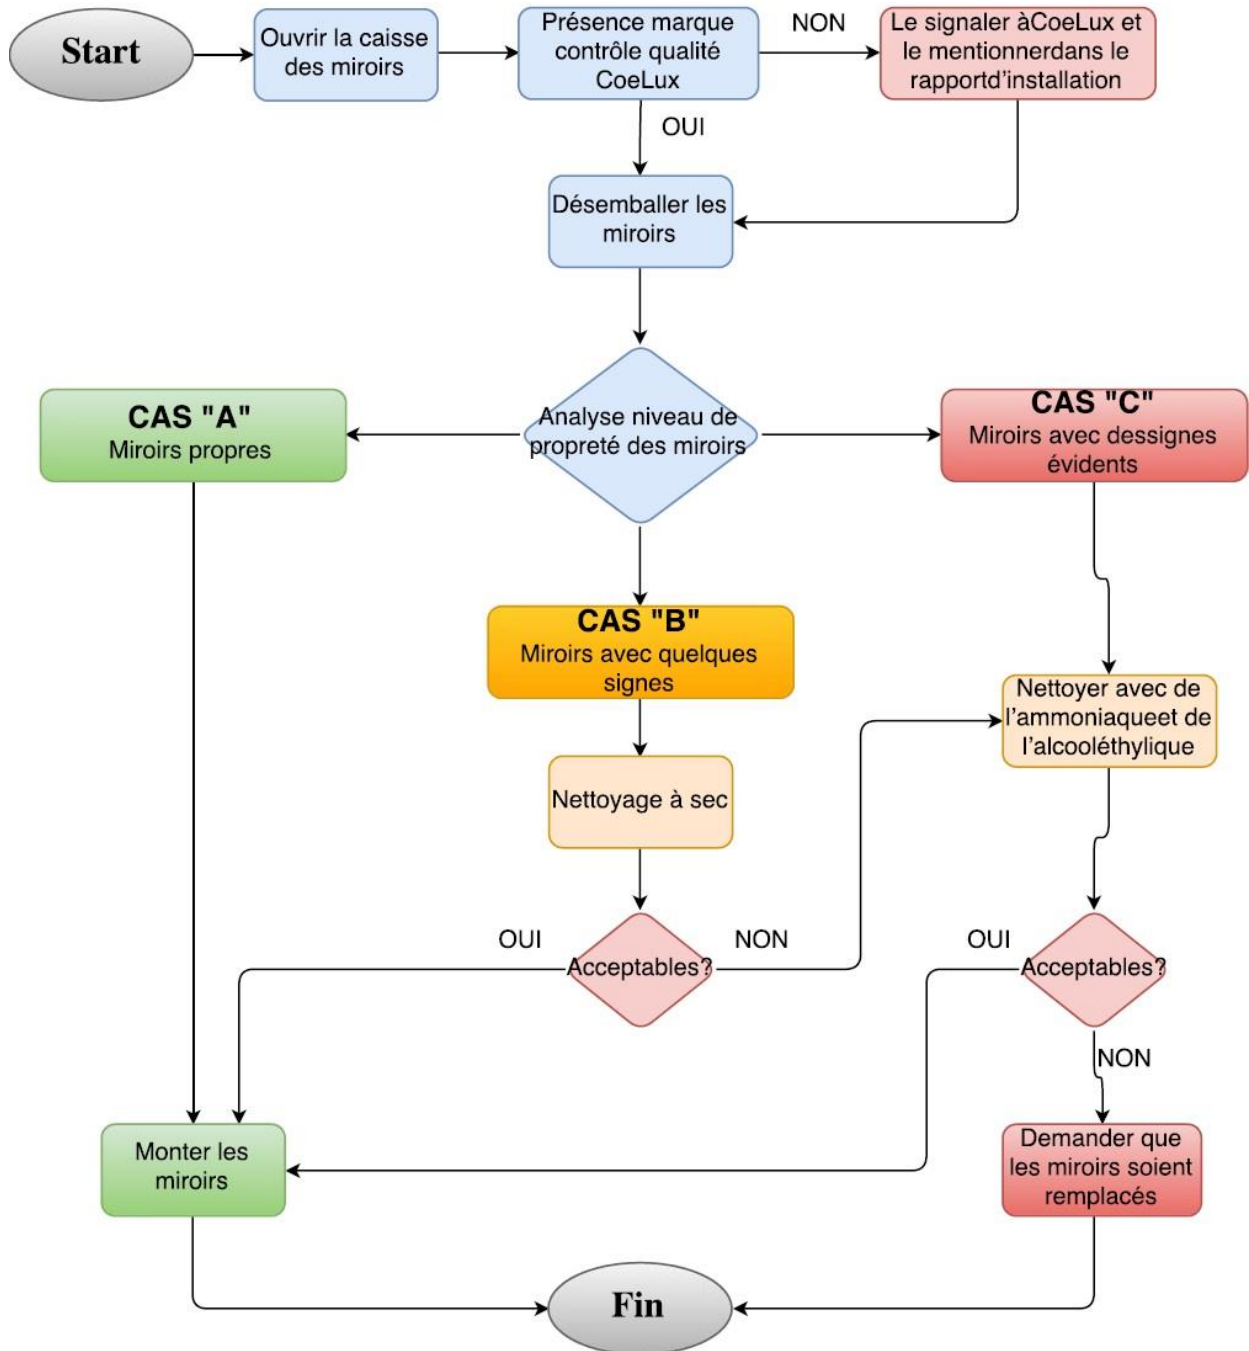 Start
Ouvrir la caisse
des miroirs
Présence marque
contrôle qualité
CoeLux
NON
Le signaler àCoeLux et
le mentionnerdans le
rapportd'installation
OUI
Désemballer les
miroirs
Analyse niveau de
propreté des miroirs
CAS "A"
Miroirs propres
CAS "C"
Miroirs avec dessignes
évidents
CAS "B"
Miroirs avec quelques
signes
Nettoyer avec de
l'ammoniaqueet de
l'alcooléthylique
Nettoyage à sec
OUI
Acceptables?
NON
OUI
Acceptables?
NON
Monter les
miroirs
Demander que
les miroirs soient
remplacés
Fin